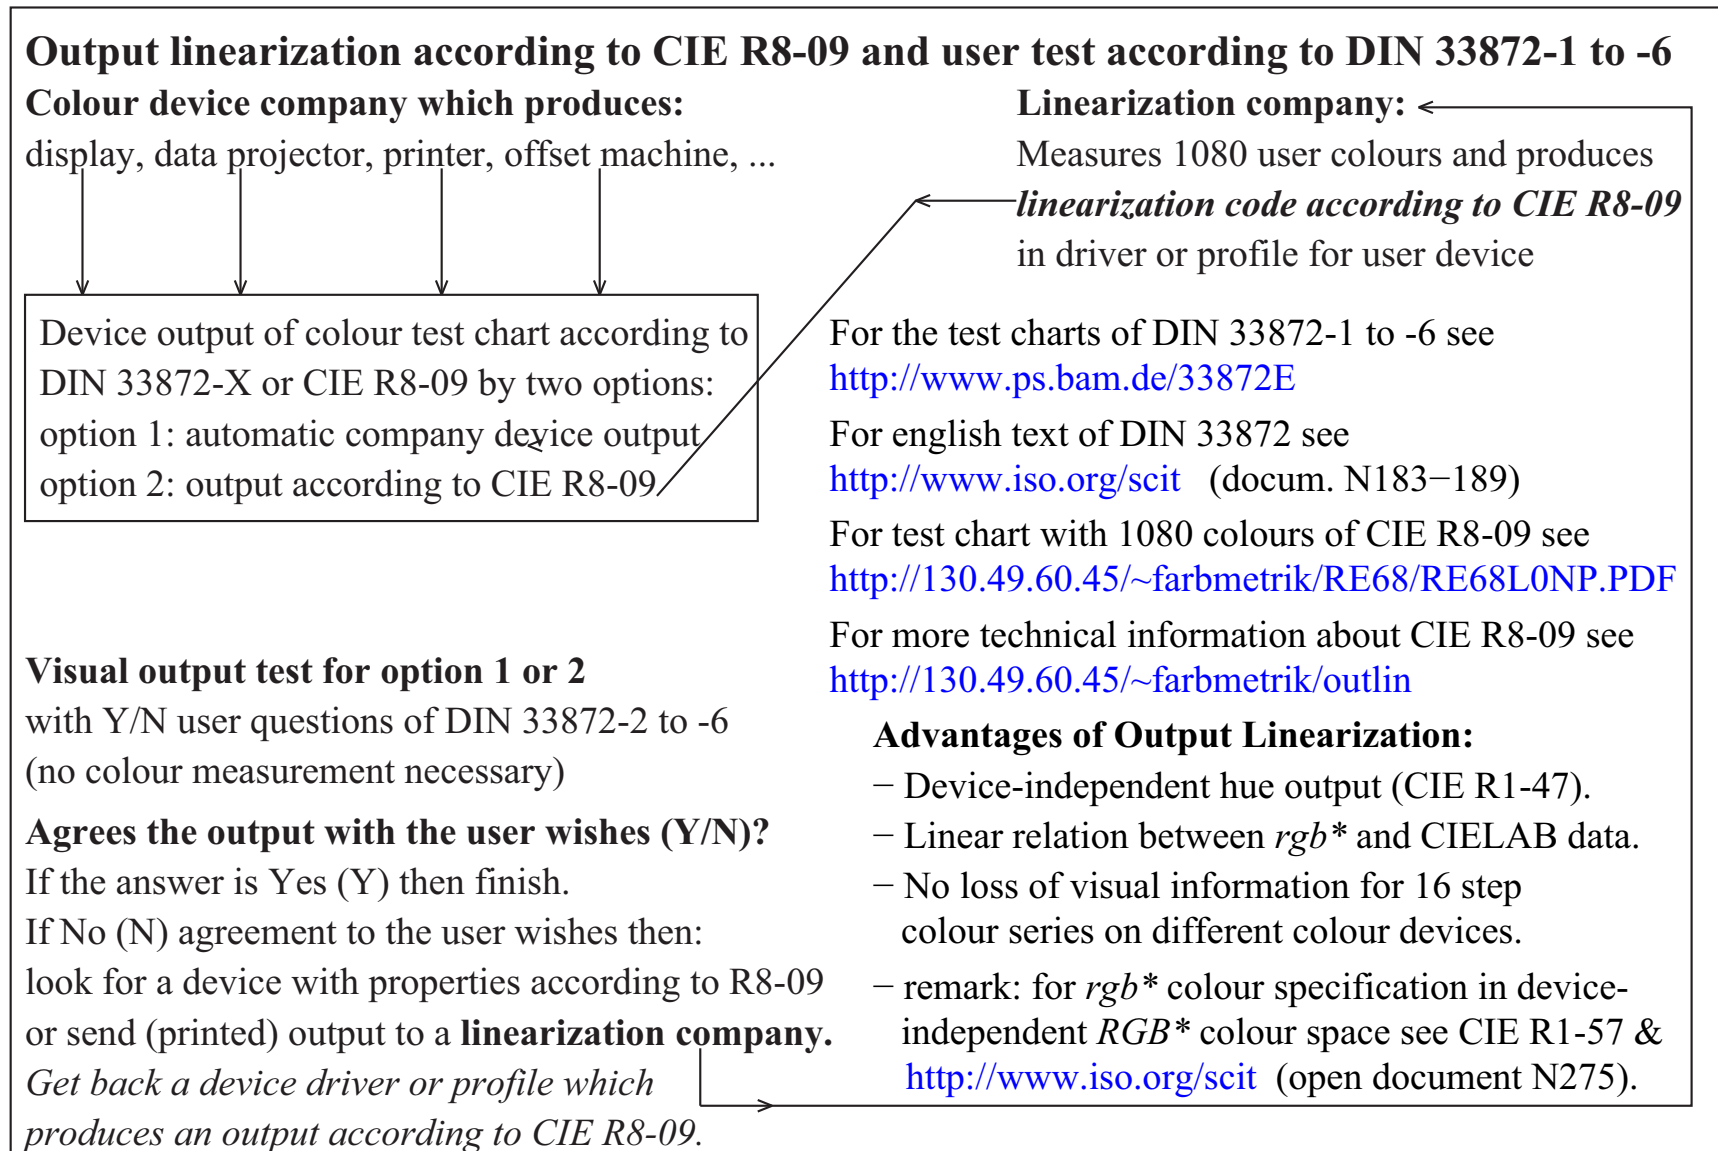 Output linearization according to CIE R8-09 and user test according to DIN 33872-1 to -6
Colour device company which produces:
display, data projector, printer, offset machine, ...
Linearization company:
Measures 1080 user colours and produces
linearization code according to CIE R8-09
in driver or profile for user device
Device output of colour test chart according to
DIN 33872-X or CIE R8-09 by two options:
option 1: automatic company device output
option 2: output according to CIE R8-09
For the test charts of DIN 33872-1 to -6 see
http://www.ps.bam.de/33872E
For english text of DIN 33872 see
http://www.iso.org/scit (docum. N183−189)
For test chart with 1080 colours of CIE R8-09 see
http://130.49.60.45/~farbmetrik/RE68/RE68L0NP.PDF
For more technical information about CIE R8-09 see
http://130.49.60.45/~farbmetrik/outlin
Visual output test for option 1 or 2
with Y/N user questions of DIN 33872-2 to -6
(no colour measurement necessary)
Agrees the output with the user wishes (Y/N)?
If the answer is Yes (Y) then finish.
If No (N) agreement to the user wishes then:
look for a device with properties according to R8-09
or send (printed) output to a linearization company.
Get back a device driver or profile which
produces an output according to CIE R8-09.
Advantages of Output Linearization:
− Device-independent hue output (CIE R1-47).
− Linear relation between rgb* and CIELAB data.
− No loss of visual information for 16 step
colour series on different colour devices.
− remark: for rgb* colour specification in device-
independent RGB* colour space see CIE R1-57 &
http://www.iso.org/scit (open document N275).